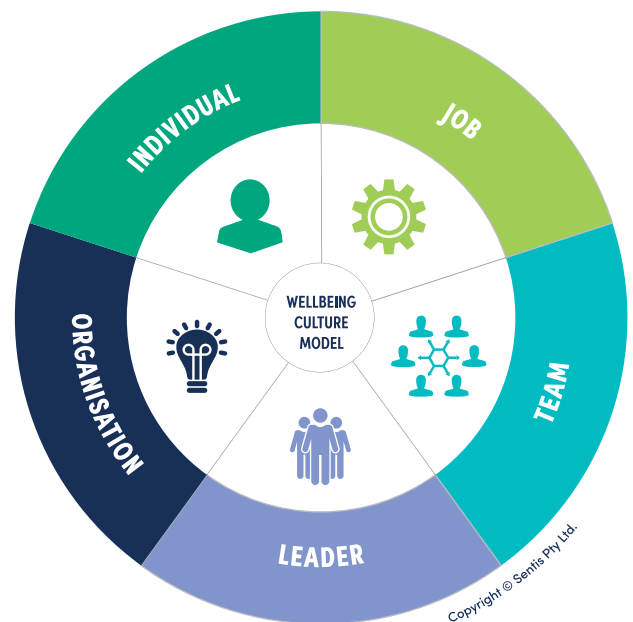 INDIVIDUAL
JOB
TEAM
LEADER
ORGANISATION
WELLBEING
CULTURE
MODEL
Copyright © Sentis Pty Ltd.